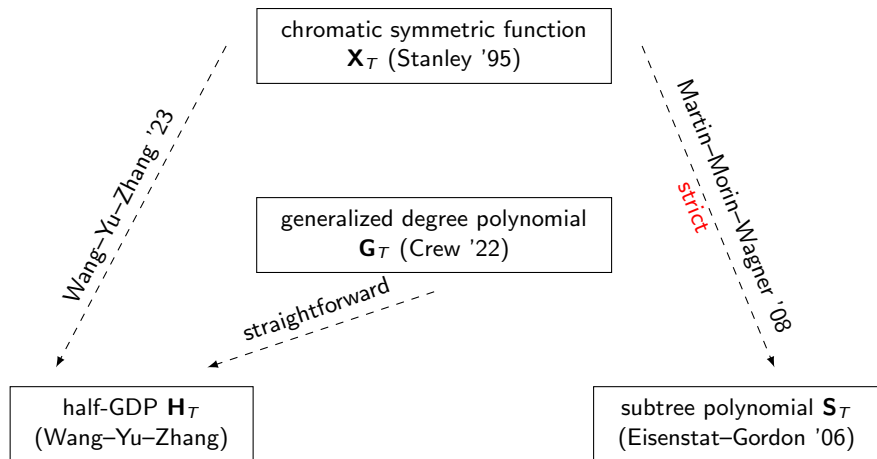 chromatic symmetric function
X_T (Stanley '95)
Wang–Yu–Zhang '23
Martin–Morin–Wagner '08
strict
generalized degree polynomial
G_T (Crew '22)
straightforward
half-GDP H_T
(Wang–Yu–Zhang)
subtree polynomial S_T
(Eisenstat–Gordon '06)